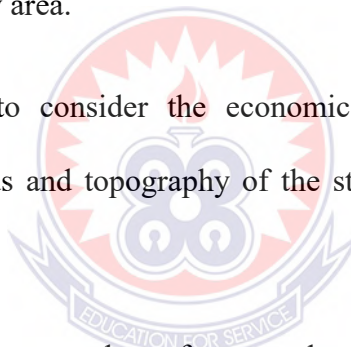 area.
to consider the economic
s and topography of the st
EDUCATION FOR SERVICE